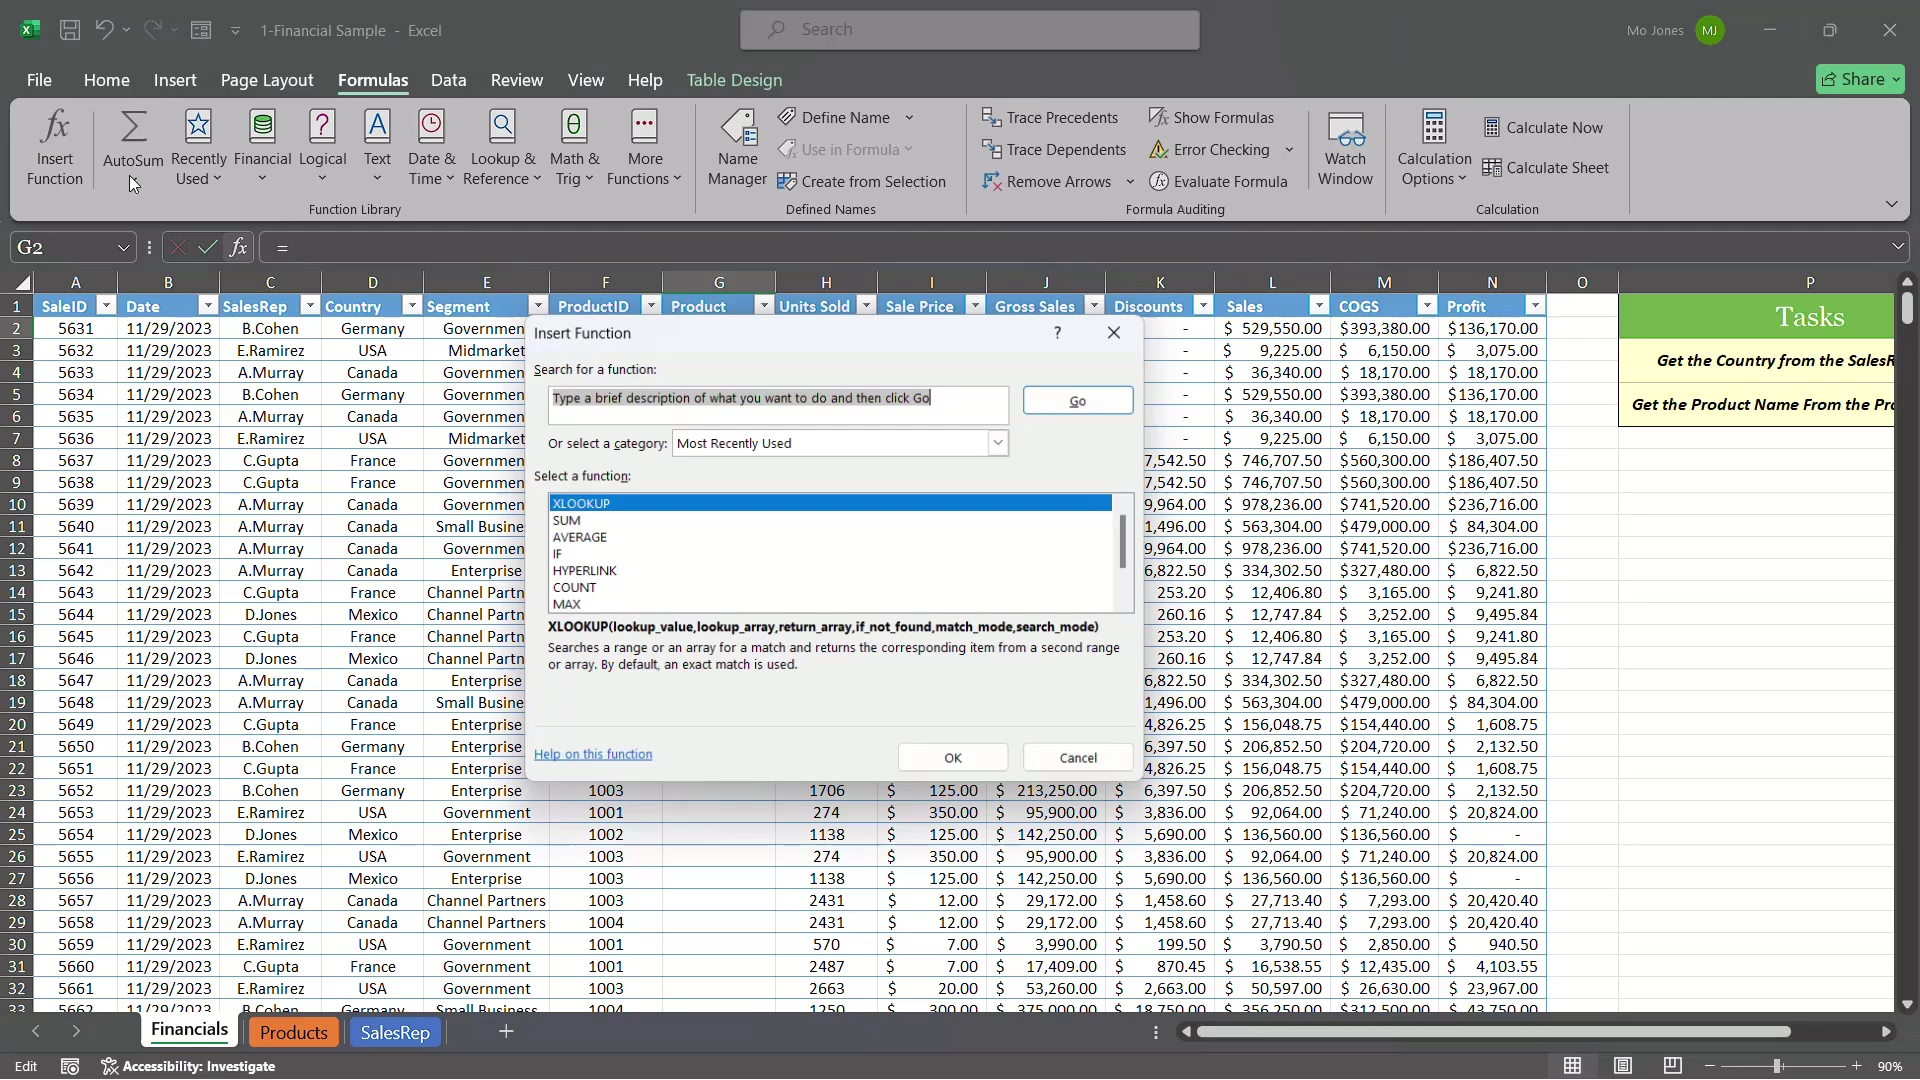 1-Financial Sample - Excel
Search
Mo Jones MJ
File Home Insert Page Layout Formulas Data Review View Help Table Design Share
Insert Function
AutoSum
Recently Used
Financial
Logical
Text
Date & Time
Lookup & Reference
Math & Trig
More Functions
Function Library
Name Manager
Define Name
Use in Formula
Create from Selection
Defined Names
Trace Precedents
Trace Dependents
Remove Arrows
Show Formulas
Error Checking
Evaluate Formula
Formula Auditing
Watch Window
Calculation Options
Calculate Now
Calculate Sheet
Calculation
G2 fx =
A B C D E F G H I J K L M N O P
1 SaleID Date SalesRep Country Segment ProductID Product Units Sold Sale Price Gross Sales Discounts Sales COGS Profit Tasks
2 5631 11/29/2023 B.Cohen Germany - $ 529,550.00 $393,380.00 $136,170.00
3 5632 11/29/2023 E.Ramirez USA Midmarket - $ 9,225.00 $ 6,150.00 $ 3,075.00
4 5633 11/29/2023 A.Murray Canada - $ 36,340.00 $ 18,170.00 $ 18,170.00
5 5634 11/29/2023 B.Cohen Germany - $ 529,550.00 $393,380.00 $136,170.00
6 5635 11/29/2023 A.Murray Canada - $ 36,340.00 $ 18,170.00 $ 18,170.00
7 5636 11/29/2023 E.Ramirez USA Midmarket - $ 9,225.00 $ 6,150.00 $ 3,075.00
8 5637 11/29/2023 C.Gupta France 7,542.50 $ 746,707.50 $560,300.00 $186,407.50
9 5638 11/29/2023 C.Gupta France 7,542.50 $ 746,707.50 $560,300.00 $186,407.50
10 5639 11/29/2023 A.Murray Canada 9,964.00 $ 978,236.00 $741,520.00 $236,716.00
11 5640 11/29/2023 A.Murray Canada Small 1,496.00 $ 563,304.00 $479,000.00 $ 84,304.00
12 5641 11/29/2023 A.Murray Canada 9,964.00 $ 978,236.00 $741,520.00 $236,716.00
13 5642 11/29/2023 A.Murray Canada Enterprise 6,822.50 $ 334,302.50 $327,480.00 $ 6,822.50
14 5643 11/29/2023 C.Gupta France Channel 253.20 $ 12,406.80 $ 3,165.00 $ 9,241.80
15 5644 11/29/2023 D.Jones Mexico Channel 260.16 $ 12,747.84 $ 3,252.00 $ 9,495.84
16 5645 11/29/2023 C.Gupta France Channel 253.20 $ 12,406.80 $ 3,165.00 $ 9,241.80
17 5646 11/29/2023 D.Jones Mexico Channel 260.16 $ 12,747.84 $ 3,252.00 $ 9,495.84
18 5647 11/29/2023 A.Murray Canada Enterprise 6,822.50 $ 334,302.50 $327,480.00 $ 6,822.50
19 5648 11/29/2023 A.Murray Canada Small 1,496.00 $ 563,304.00 $479,000.00 $ 84,304.00
20 5649 11/29/2023 C.Gupta France Enterprise 4,826.25 $ 156,048.75 $154,440.00 $ 1,608.75
21 5650 11/29/2023 B.Cohen Germany Enterprise 6,397.50 $ 206,852.50 $204,720.00 $ 2,132.50
22 5651 11/29/2023 C.Gupta France Enterprise 4,826.25 $ 156,048.75 $154,440.00 $ 1,608.75
23 5652 11/29/2023 B.Cohen Germany Enterprise 1003 1706 $ 125.00 $ 213,250.00 $ 6,397.50 $ 206,852.50 $204,720.00 $ 2,132.50
24 5653 11/29/2023 E.Ramirez USA Government 1001 274 $ 350.00 $ 95,900.00 $ 3,836.00 $ 92,064.00 $ 71,240.00 $ 20,824.00
25 5654 11/29/2023 D.Jones Mexico Enterprise 1002 1138 $ 125.00 $ 142,250.00 $ 5,690.00 $ 136,560.00 $136,560.00 $ -
26 5655 11/29/2023 E.Ramirez USA Government 1003 274 $ 350.00 $ 95,900.00 $ 3,836.00 $ 92,064.00 $ 71,240.00 $ 20,824.00
27 5656 11/29/2023 D.Jones Mexico Enterprise 1003 1138 $ 125.00 $ 142,250.00 $ 5,690.00 $ 136,560.00 $136,560.00 $ -
28 5657 11/29/2023 A.Murray Canada Channel Partners 1003 2431 $ 12.00 $ 29,172.00 $ 1,458.60 $ 27,713.40 $ 7,293.00 $ 20,420.40
29 5658 11/29/2023 A.Murray Canada Channel Partners 1004 2431 $ 12.00 $ 29,172.00 $ 1,458.60 $ 27,713.40 $ 7,293.00 $ 20,420.40
30 5659 11/29/2023 E.Ramirez USA Government 1001 570 $ 7.00 $ 3,990.00 $ 199.50 $ 3,790.50 $ 2,850.00 $ 940.50
31 5660 11/29/2023 C.Gupta France Government 1001 2487 $ 7.00 $ 17,409.00 $ 870.45 $ 16,538.55 $ 12,435.00 $ 4,103.55
32 5661 11/29/2023 E.Ramirez USA Government 1003 2663 $ 20.00 $ 53,260.00 $ 2,663.00 $ 50,597.00 $ 26,630.00 $ 23,967.00
33 5662 11/29/2023 B.Cohen Germany Small Business 1004 1250 $ 300.00 $ 375,000.00 $ 18,750.00 $ 356,250.00 $312,500.00 $ 43,750.00
Get the Country from the
Get the Product Name From the
Insert Function ?
Search for a function:
Type a brief description of what you want to do and then click Go
Go
Or select a category: Most Recently Used
Select a function:
XLOOKUP
SUM
AVERAGE
IF
HYPERLINK
COUNT
MAX
XLOOKUP(lookup_value,lookup_array,return_array,if_not_found,match_mode,search_mode)
Searches a range or an array for a match and returns the corresponding item from a second range
or array. By default, an exact match is used.
Help on this function
OK Cancel
Financials Products SalesRep
Edit Accessibility: Investigate 90%